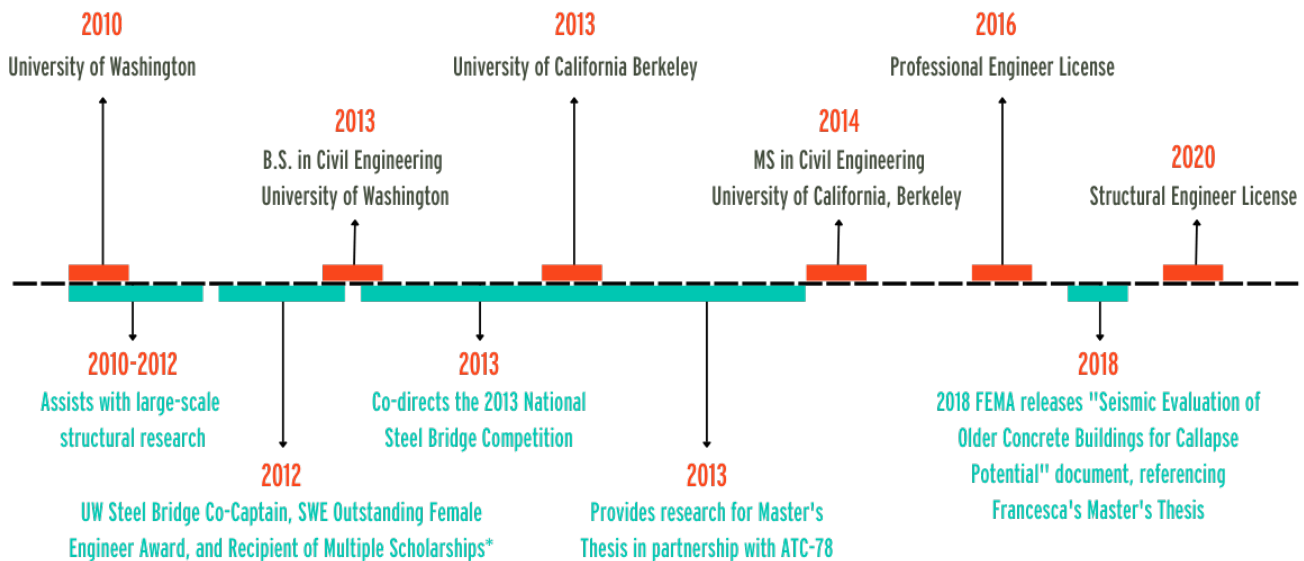 2010
University of Washington
2013
B.S. in Civil Engineering
University of Washington
2013
University of California Berkeley
2014
MS in Civil Engineering
University of California, Berkeley
2016
Professional Engineer License
2020
Structural Engineer License
2010-2012
Assists with large-scale
structural research
2012
UW Steel Bridge Co-Captain, SWE Outstanding Female
Engineer Award, and Recipient of Multiple Scholarships*
2013
Co-directs the 2013 National
Steel Bridge Competition
2013
Provides research for Master's
Thesis in partnership with ATC-78
2018
2018 FEMA releases "Seismic Evaluation of
Older Concrete Buildings for Callapse
Potential" document, referencing
Francesca's Master's Thesis